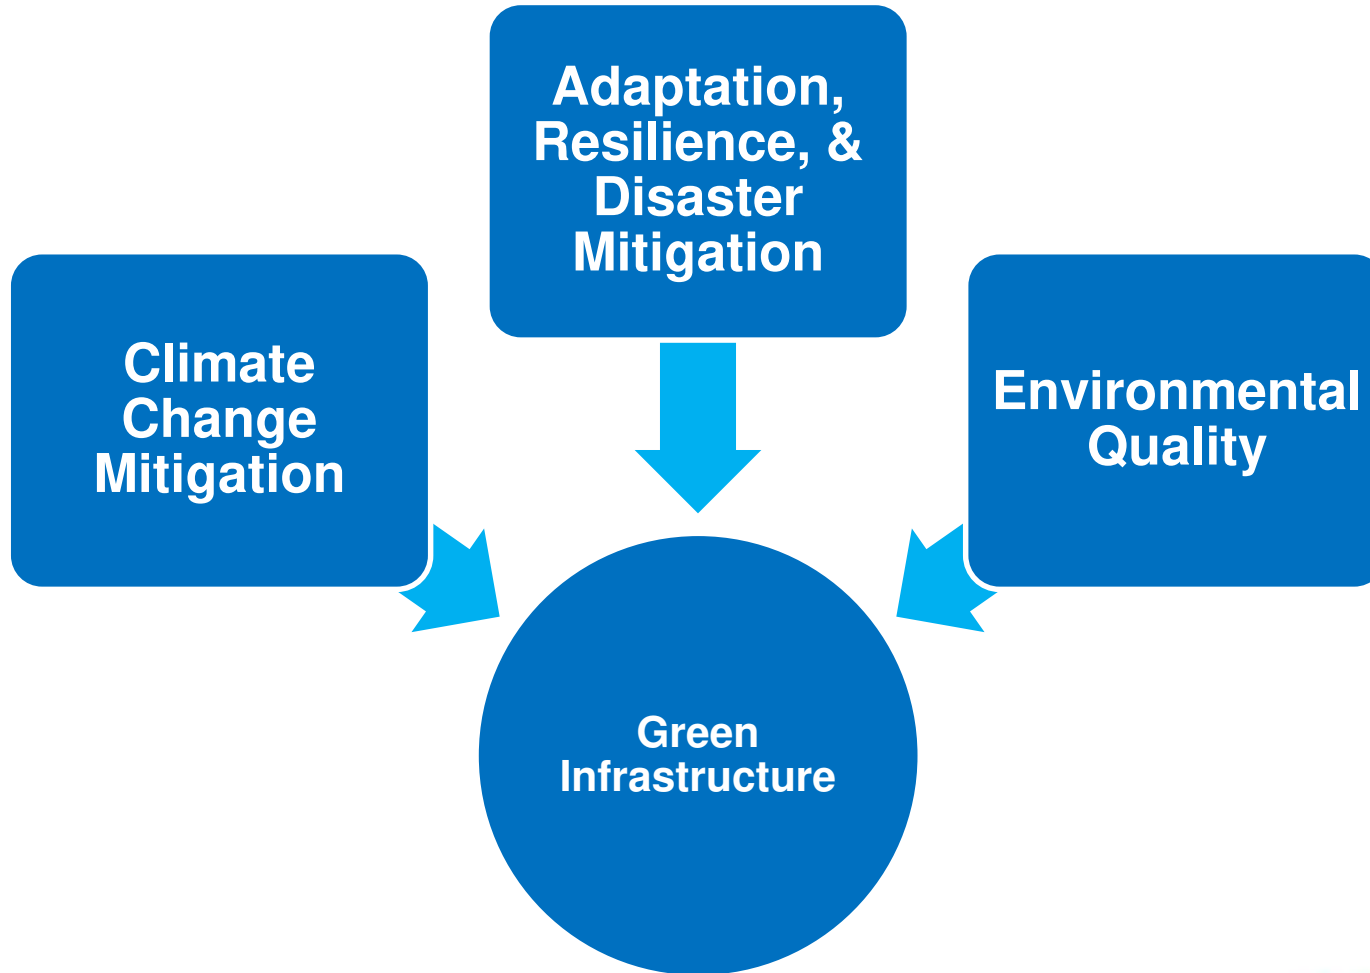 Adaptation,
Resilience, &
Disaster
Mitigation
Climate
Change
Mitigation
Environmental
Quality
Green
Infrastructure